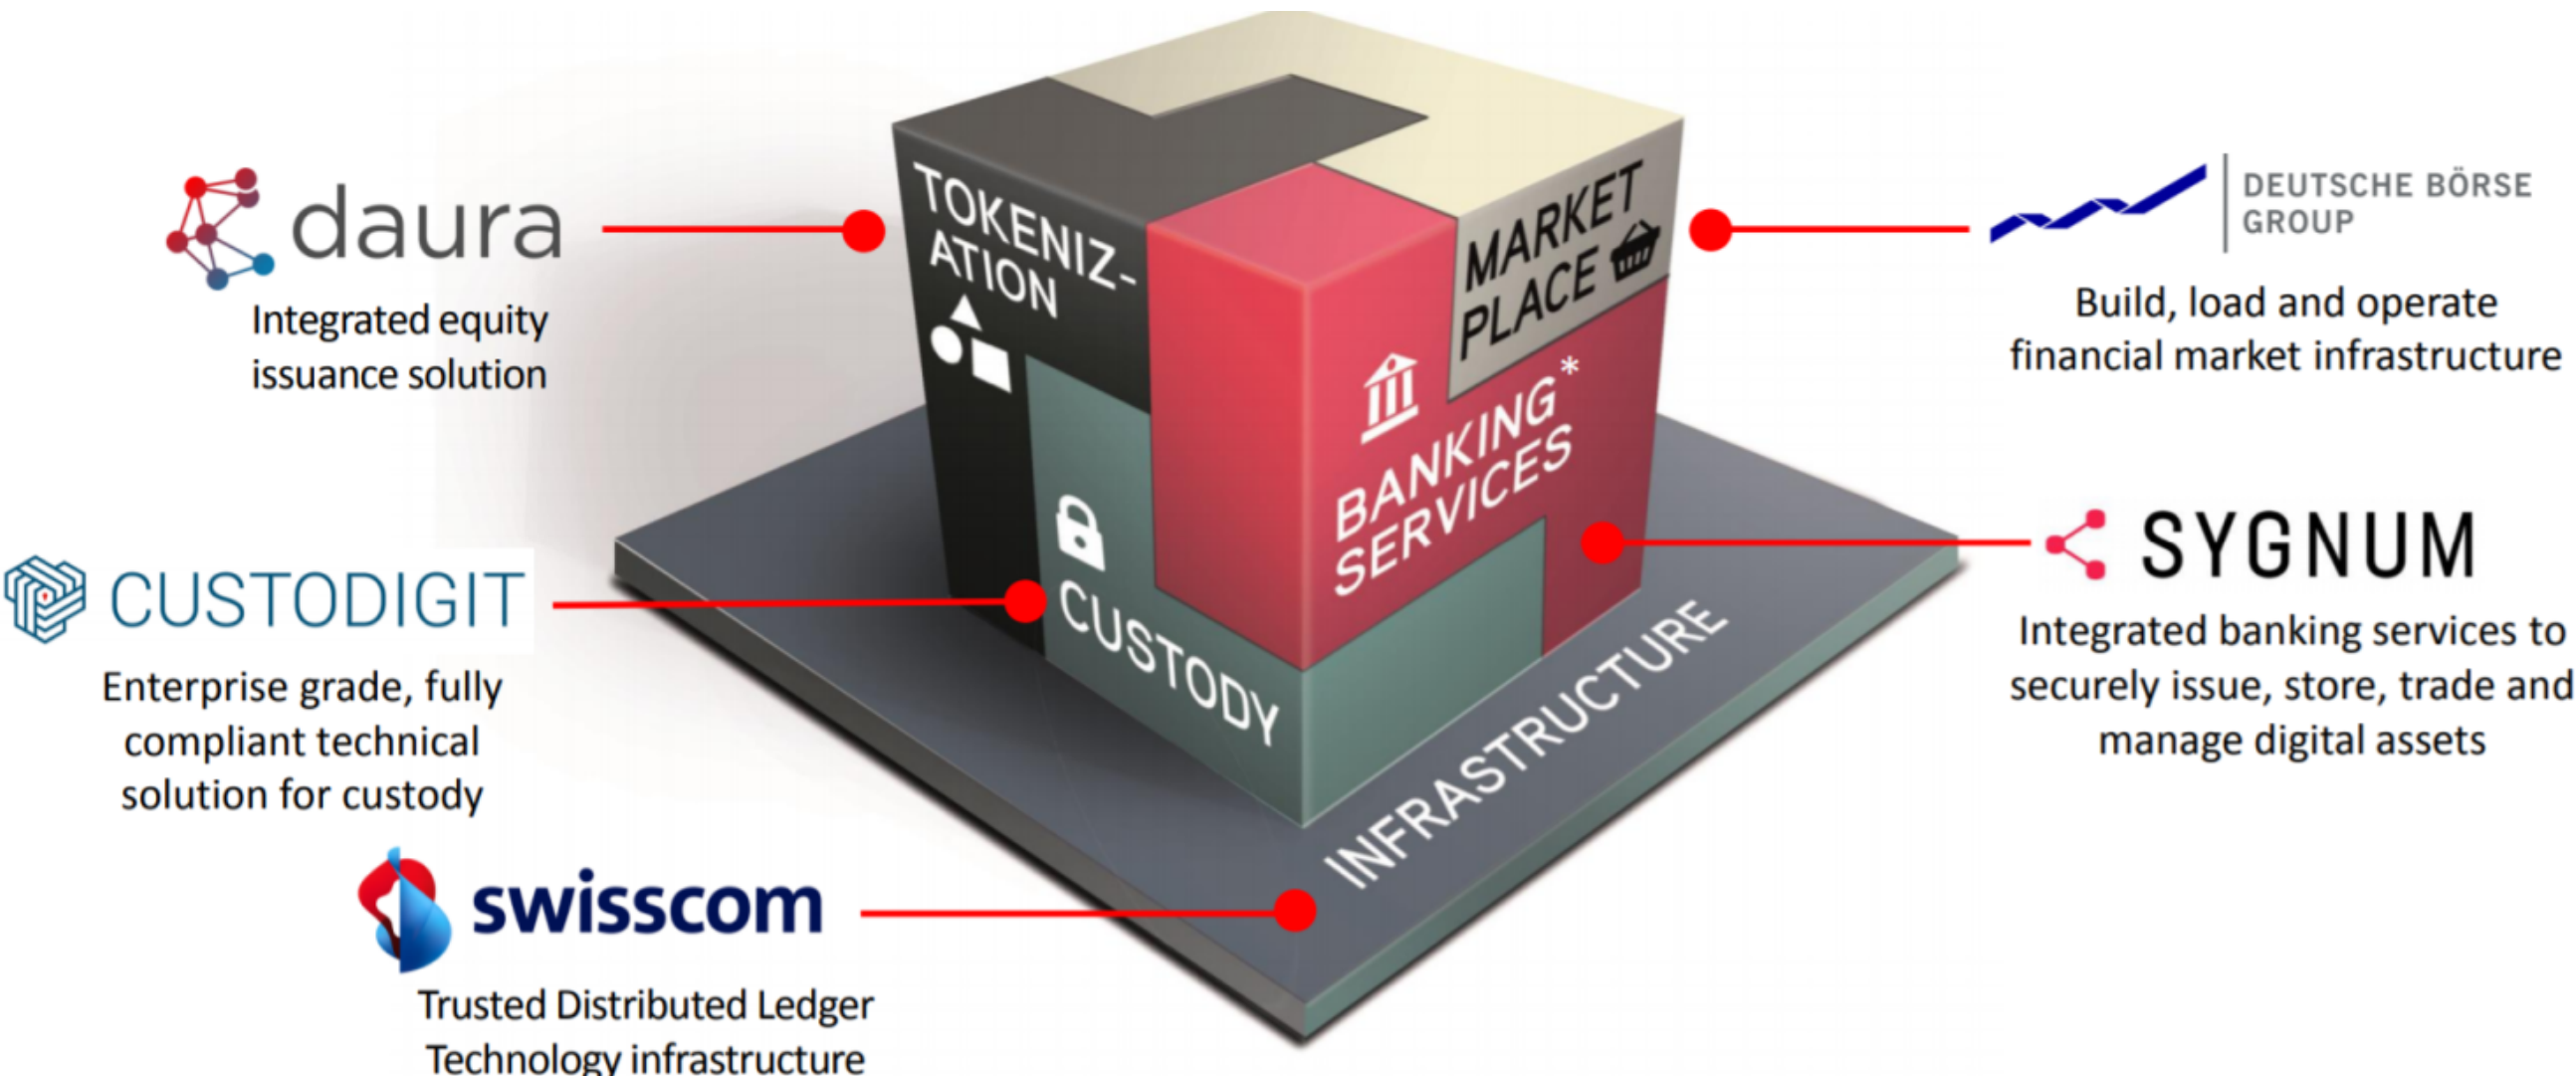 daura
Integrated equity
issuance solution
CUSTODIGIT
Enterprise grade, fully
compliant technical
solution for custody
swisscom
Trusted Distributed Ledger
Technology infrastructure
TOKENIZ-
ATION
CUSTODY
MARKET
PLACE
BANKING*
SERVICES
INFRASTRUCTURE
DEUTSCHE BÖRSE
GROUP
Build, load and operate
financial market infrastructure
SYGNUM
Integrated banking services to
securely issue, store, trade and
manage digital assets